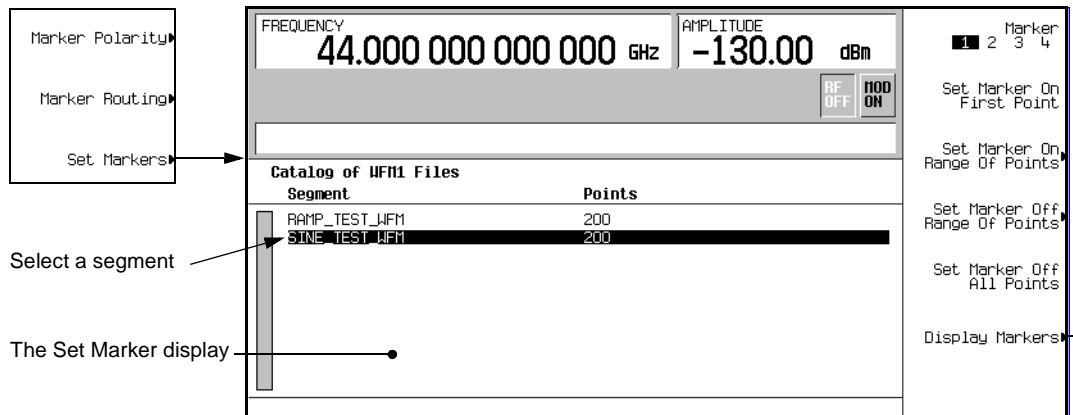 Marker Polarity
Marker Routing
Set Markers
Select a segment
The Set Marker display
FREQUENCY
44.000 000 000 000 GHz
AMPLITUDE
-130.00 dBm
RF OFF
MOD ON
Catalog of WFM1 Files
Segment Points
RAMP_TEST_WFM 200
SINE_TEST_WFM 200
Marker
1 2 3 4
Set Marker On
First Point
Set Marker On
Range Of Points
Set Marker Off
Range Of Points
Set Marker Off
All Points
Display Markers